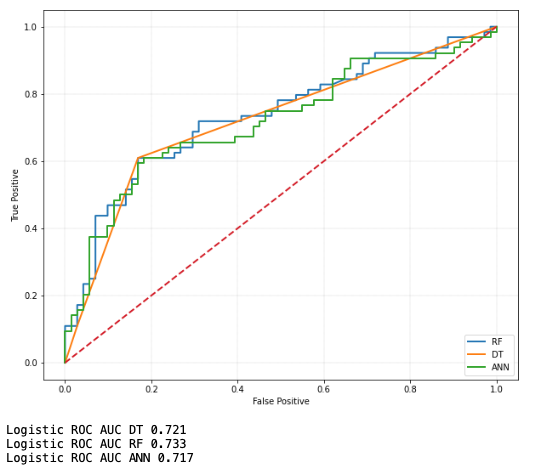 1.0
0.8
0.6
0.4
0.2
0.0
True Positive
0.0 0.2 0.4 0.6 0.8 1.0
False Positive
RF
DT
ANN
Logistic ROC AUC DT 0.721
Logistic ROC AUC RF 0.733
Logistic ROC AUC ANN 0.717